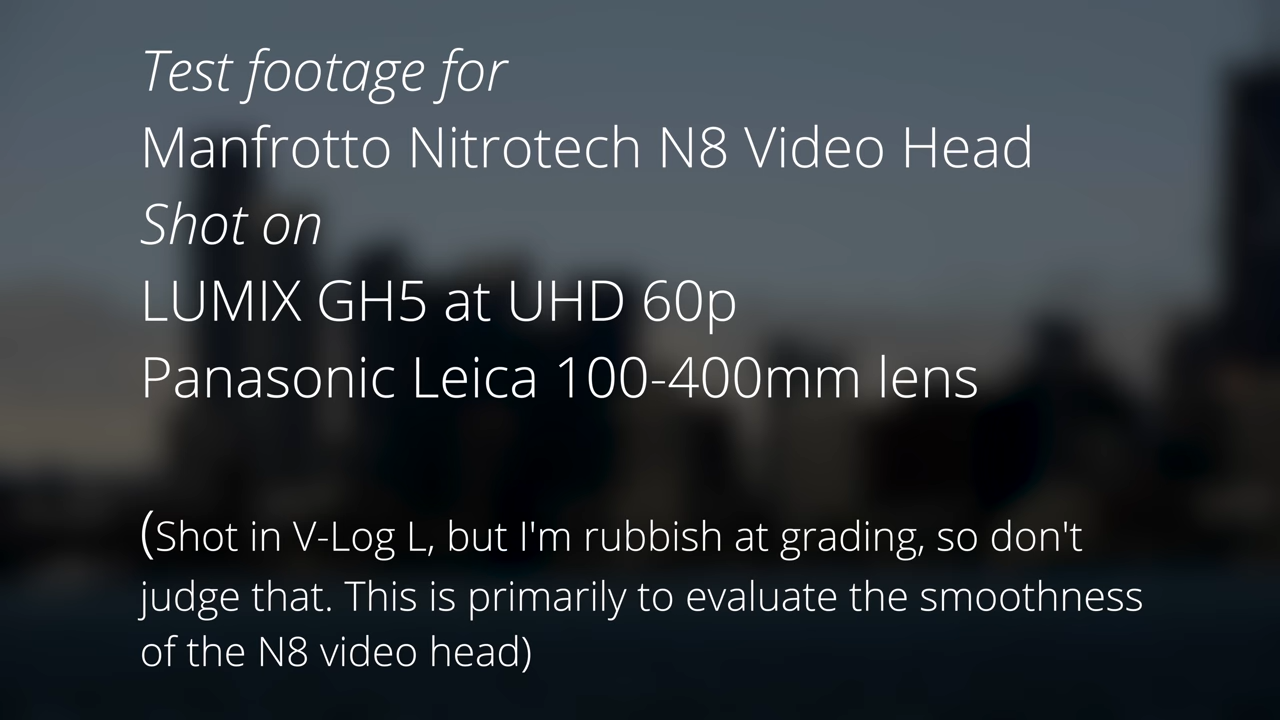 Test footage for
Manfrotto Nitrotech N8 Video Head
Shot on
LUMIX GH5 at UHD 60p
Panasonic Leica 100-400mm lens
(Shot in V-Log L, but I'm rubbish at grading, so don't
judge that. This is primarily to evaluate the smoothness
of the N8 video head)